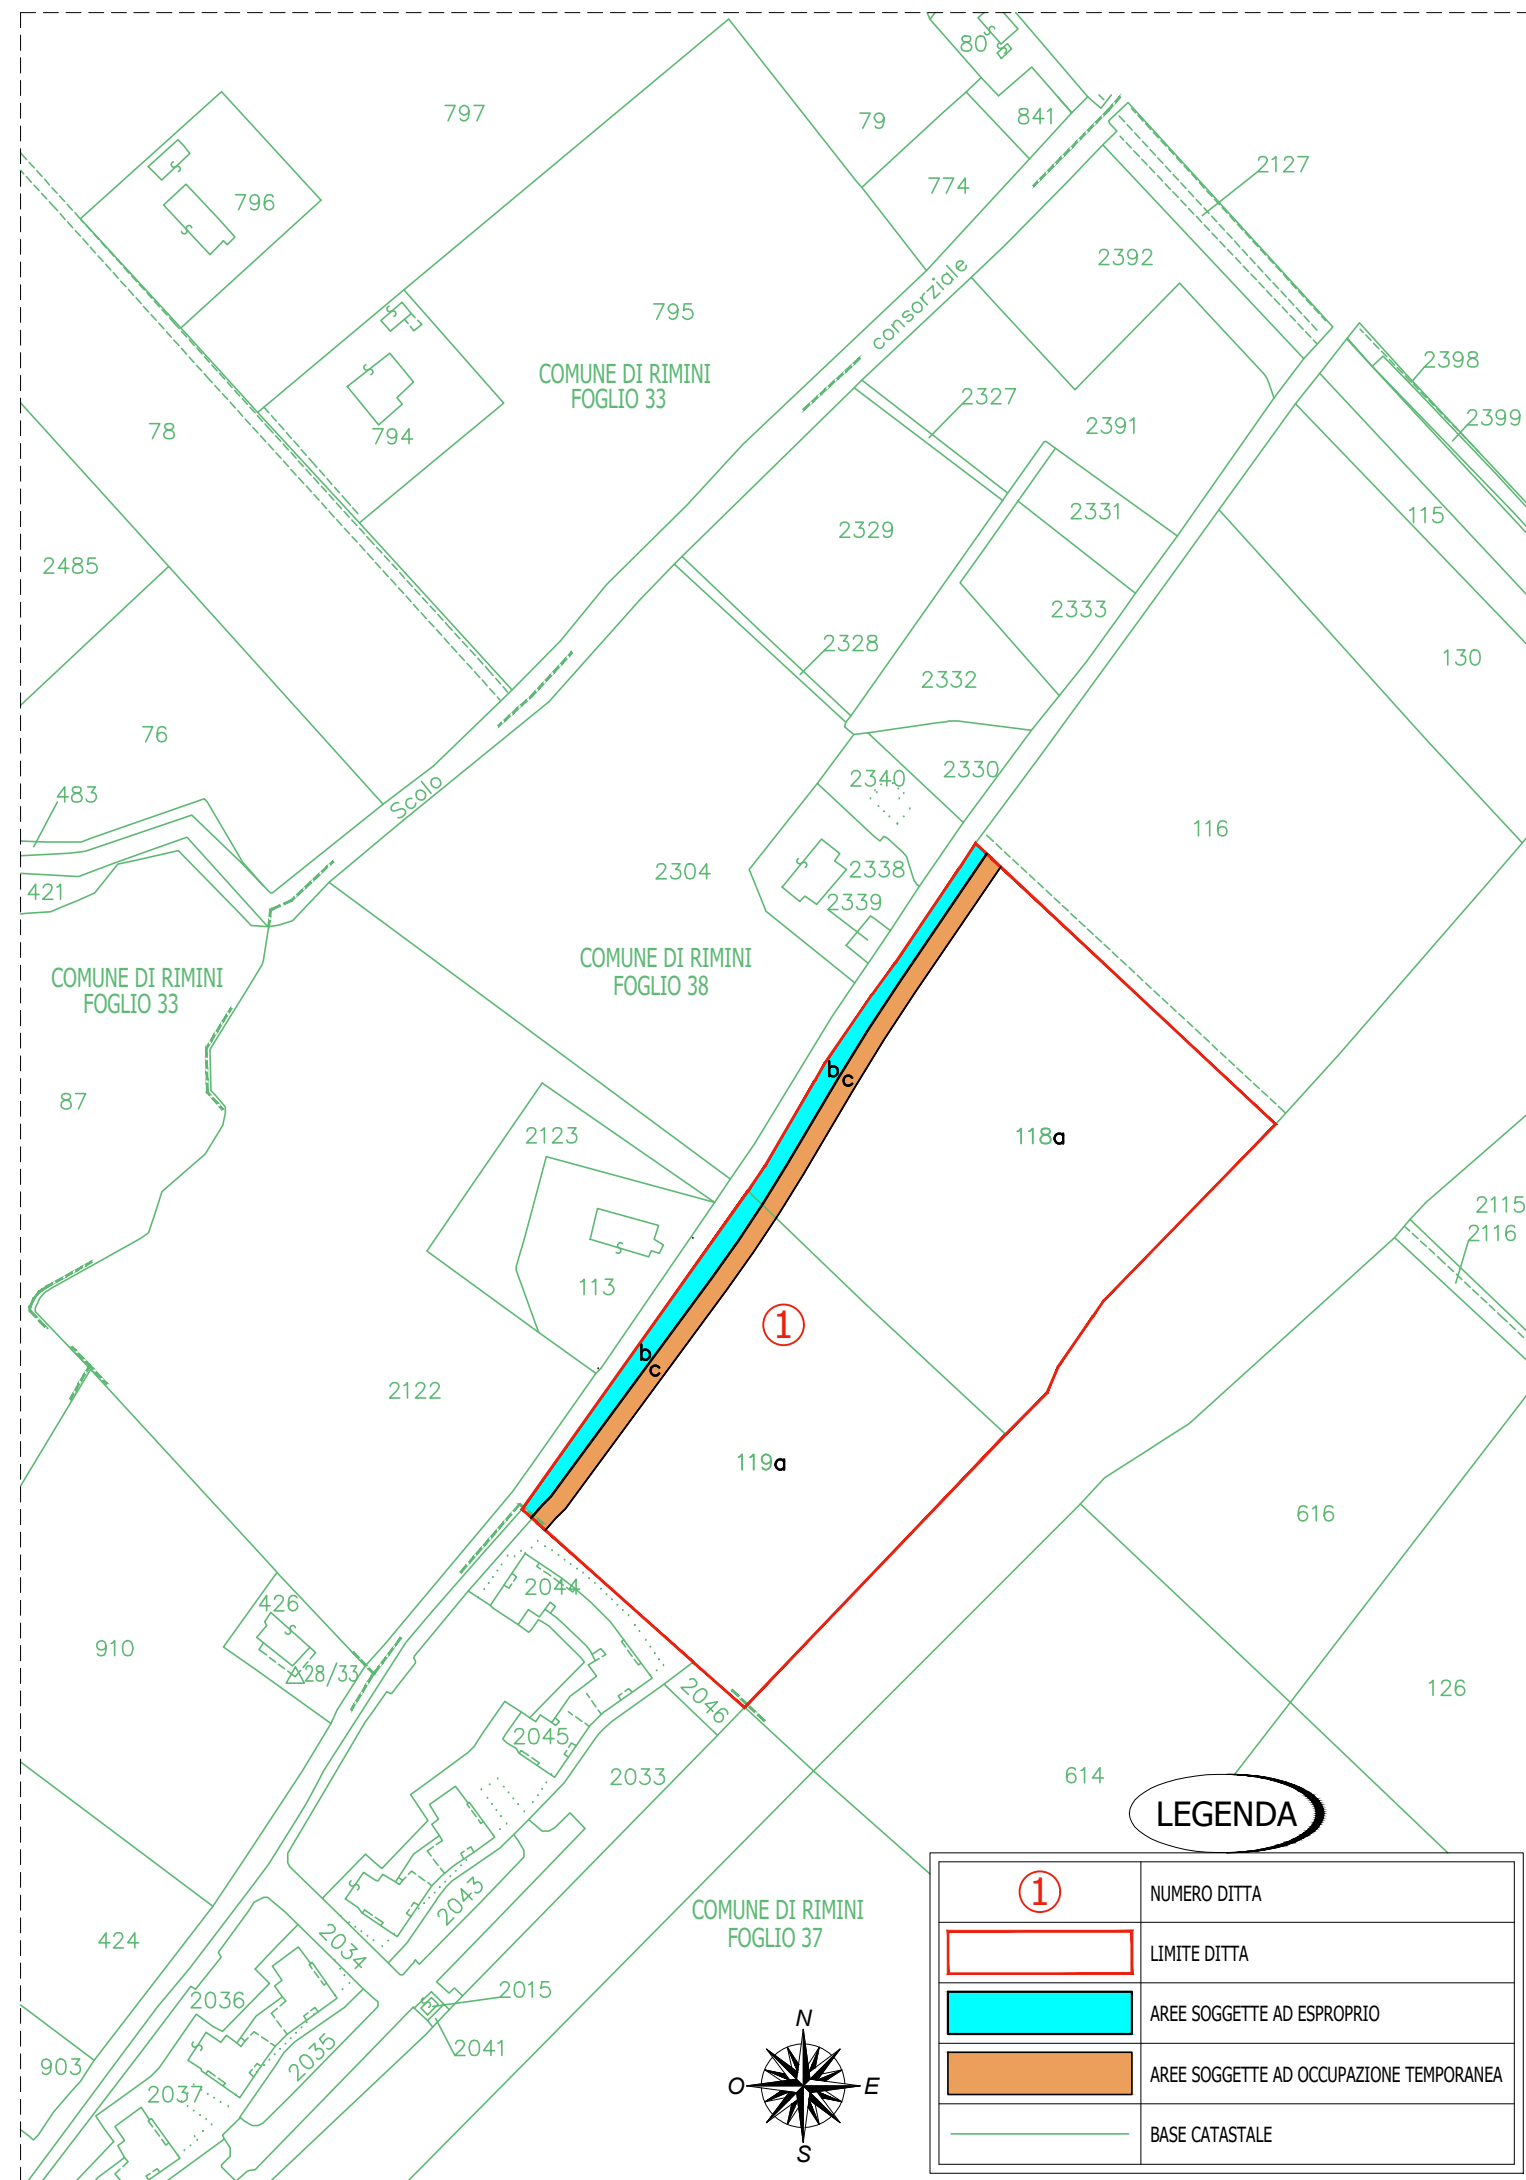 80
797
79
841
2127
796
774
2392
consorziale
795
2398
COMUNE DI RIMINI
FOGLIO 33
2327
2399
78
794
2391
2331
115
2329
2485
2333
2328
130
2332
76
2340
2330
483
Scolo
116
2304
2338
421
2339
COMUNE DI RIMINI
FOGLIO 38
COMUNE DI RIMINI
FOGLIO 33
b
c
87
2123
118a
2115
2116
113
1
b
c
2122
119a
616
2044
426
910
28/33
2046
126
2045
2033
614
LEGENDA
1 NUMERO DITTA
LIMITE DITTA
AREE SOGGETTE AD ESPROPRIO
AREE SOGGETTE AD OCCUPAZIONE TEMPORANEA
BASE CATASTALE
2043
COMUNE DI RIMINI
FOGLIO 37
424
2034
2036
2015
2041
2035
903
2037
N
O E
S